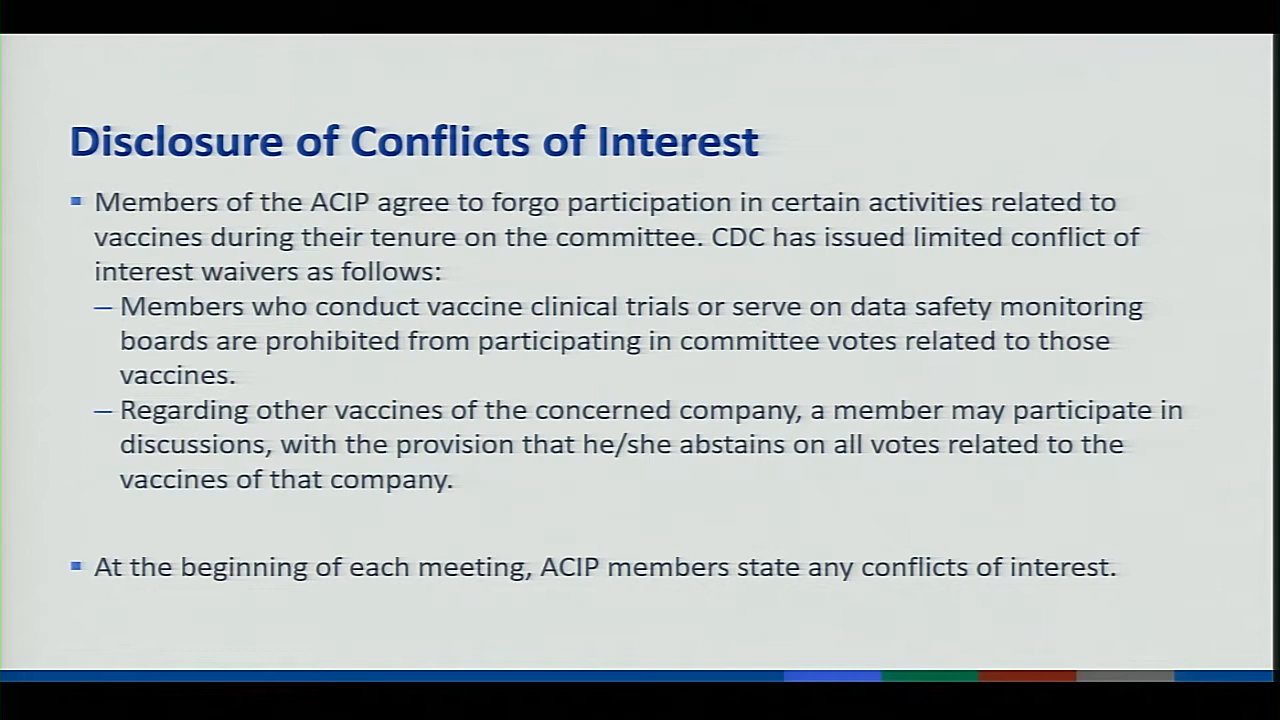 Disclosure of Conflicts of Interest
▪ Members of the ACIP agree to forgo participation in certain activities related to
vaccines during their tenure on the committee. CDC has issued limited conflict of
interest waivers as follows:
– Members who conduct vaccine clinical trials or serve on data safety monitoring
boards are prohibited from participating in committee votes related to those
vaccines.
– Regarding other vaccines of the concerned company, a member may participate in
discussions, with the provision that he/she abstains on all votes related to the
vaccines of that company.
▪ At the beginning of each meeting, ACIP members state any conflicts of interest.